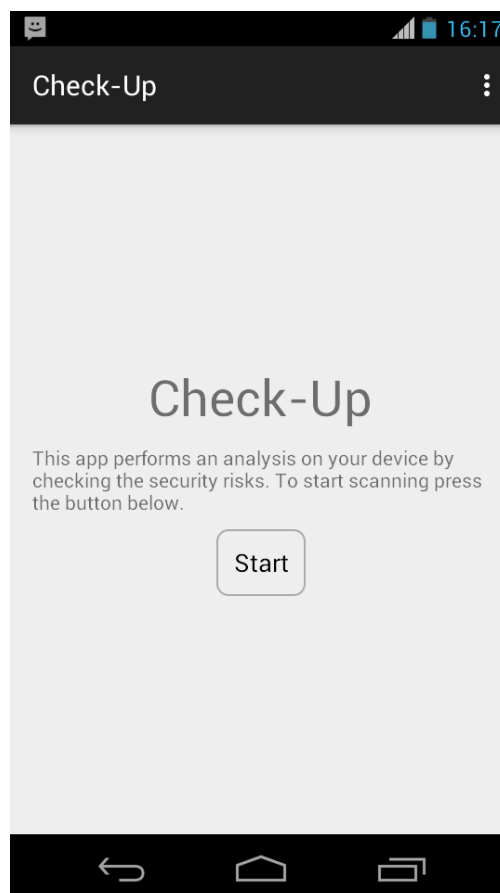 16:17
Check-Up
Check-Up
This app performs an analysis on your device by
checking the security risks. To start scanning press
the button below.
Start